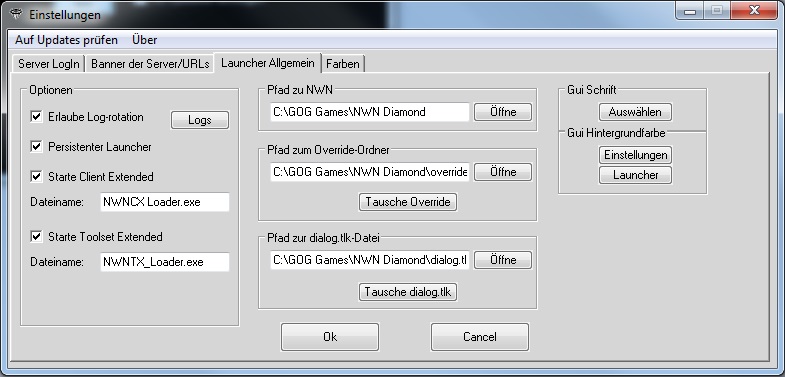 Einstellungen
Auf Updates prüfen Über
Server LogIn Banner der Server/URLs Launcher Allgemein Farben
Optionen
Erlaube Log-rotation Logs
Persistenter Launcher
Starte Client Extended
Dateiname: NWNCX Loader.exe
Starte Toolset Extended
Dateiname: NWNTX_Loader.exe
Pfad zu NWN
C:\GOG Games\NWN Diamond Öffne
Pfad zum Override-Ordner
C:\GOG Games\NWN Diamond\override Öffne
Tausche Override
Pfad zur dialog.tlk-Datei
C:\GOG Games\NWN Diamond\dialog.tl Öffne
Tausche dialog.tlk
Gui Schrift
Auswählen
Gui Hintergrundfarbe
Einstellungen
Launcher
Ok Cancel